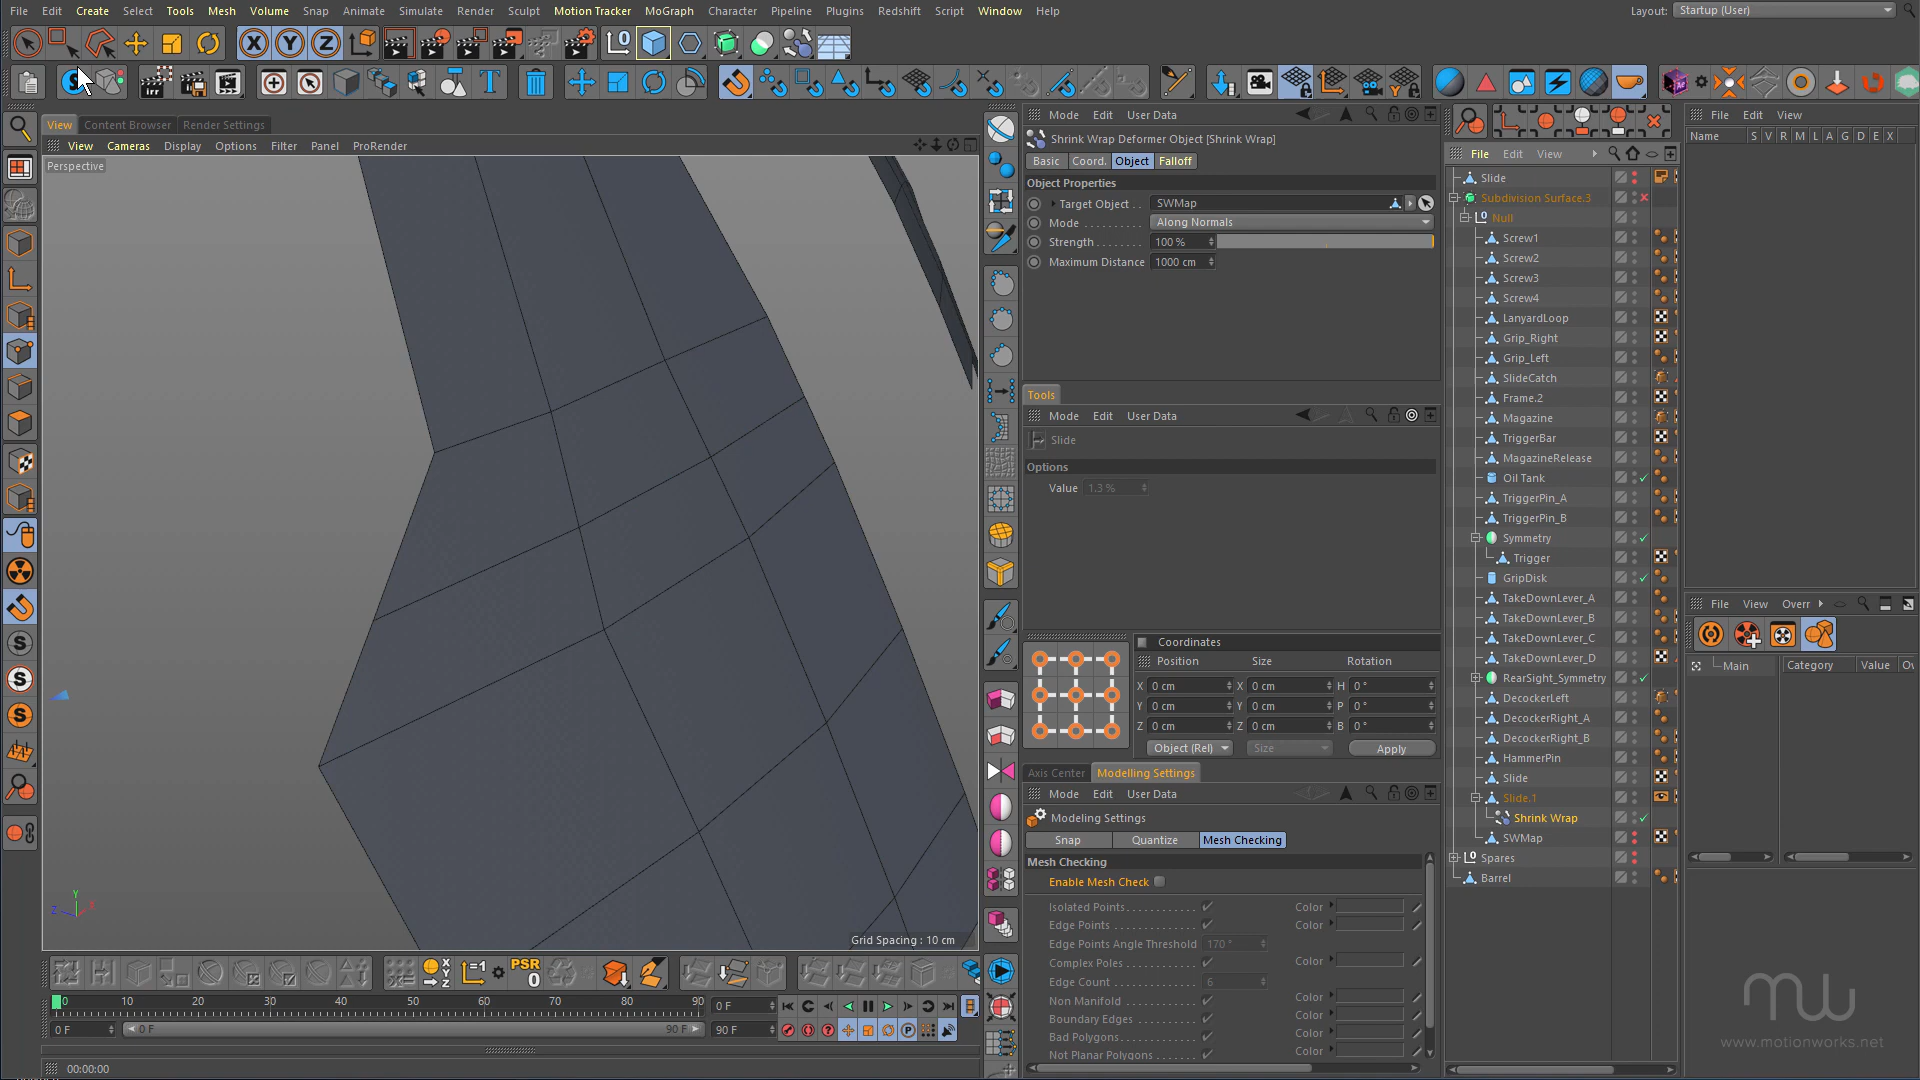 File Edit Create Select Tools Mesh Volume Snap Animate Simulate Render Sculpt Motion Tracker MoGraph Character Pipeline Plugins Redshift Script Window Help Layout: Startup (User)
View Content Browser Render Settings
View Cameras Display Options Filter Panel ProRender
Perspective
Grid Spacing : 10 cm
Mode Edit User Data
Shrink Wrap Deformer Object [Shrink Wrap]
Basic Coord. Object Falloff
Object Properties
Target Object . . SWMap
Mode . . . . . . . . . Along Normals
Strength . . . . . . . . 100 %
Maximum Distance 1000 cm
Tools
Mode Edit User Data
Slide
Options
Value 1.3 %
Coordinates
Position Size Rotation
X 0 cm X 0 cm H 0 °
Y 0 cm Y 0 cm P 0 °
Z 0 cm Z 0 cm B 0 °
Object (Rel) Size Apply
Axis Center Modelling Settings
Mode Edit User Data
Modeling Settings
Snap Quantize Mesh Checking
Mesh Checking
Enable Mesh Check
Isolated Points Color
Edge Points Color
Edge Points Angle Threshold 170 °
Complex Poles Color
Edge Count 6
Non Manifold Color
Boundary Edges Color
Bad Polygons Color
Not Planar Polygons Color
File Edit View
Slide
Subdivision Surface.3
Null
Screw1
Screw2
Screw3
Screw4
LanyardLoop
Grip_Right
Grip_Left
SlideCatch
Frame.2
Magazine
TriggerBar
MagazineRelease
Oil Tank
TriggerPin_A
TriggerPin_B
Symmetry
Trigger
GripDisk
TakeDownLever_A
TakeDownLever_B
TakeDownLever_C
TakeDownLever_D
RearSight_Symmetry
DecockerLeft
DecockerRight_A
DecockerRight_B
HammerPin
Slide
Slide.1
Shrink Wrap
SWMap
Spares
Barrel
File Edit View
Name S V R M L A G D E X
File View Overr
Main Category Value Ov
PSR
0
0 10 20 30 40 50 60 70 80 90 0 F
0 F 0 F 90 F 90 F
00:00:00
mw
www.motionworks.net